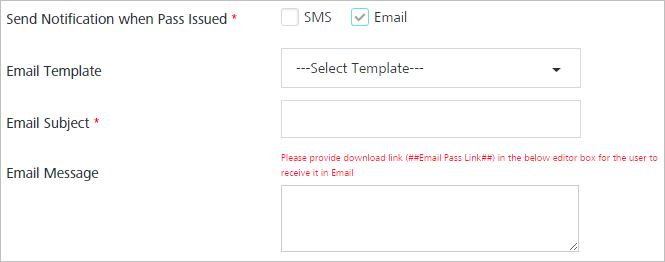 Send Notification when Pass Issued * SMS Email
Email Template ---Select Template---
Email Subject *
Please provide download link (##Email Pass Link##) in the below editor box for the user to
Email Message receive it in Email